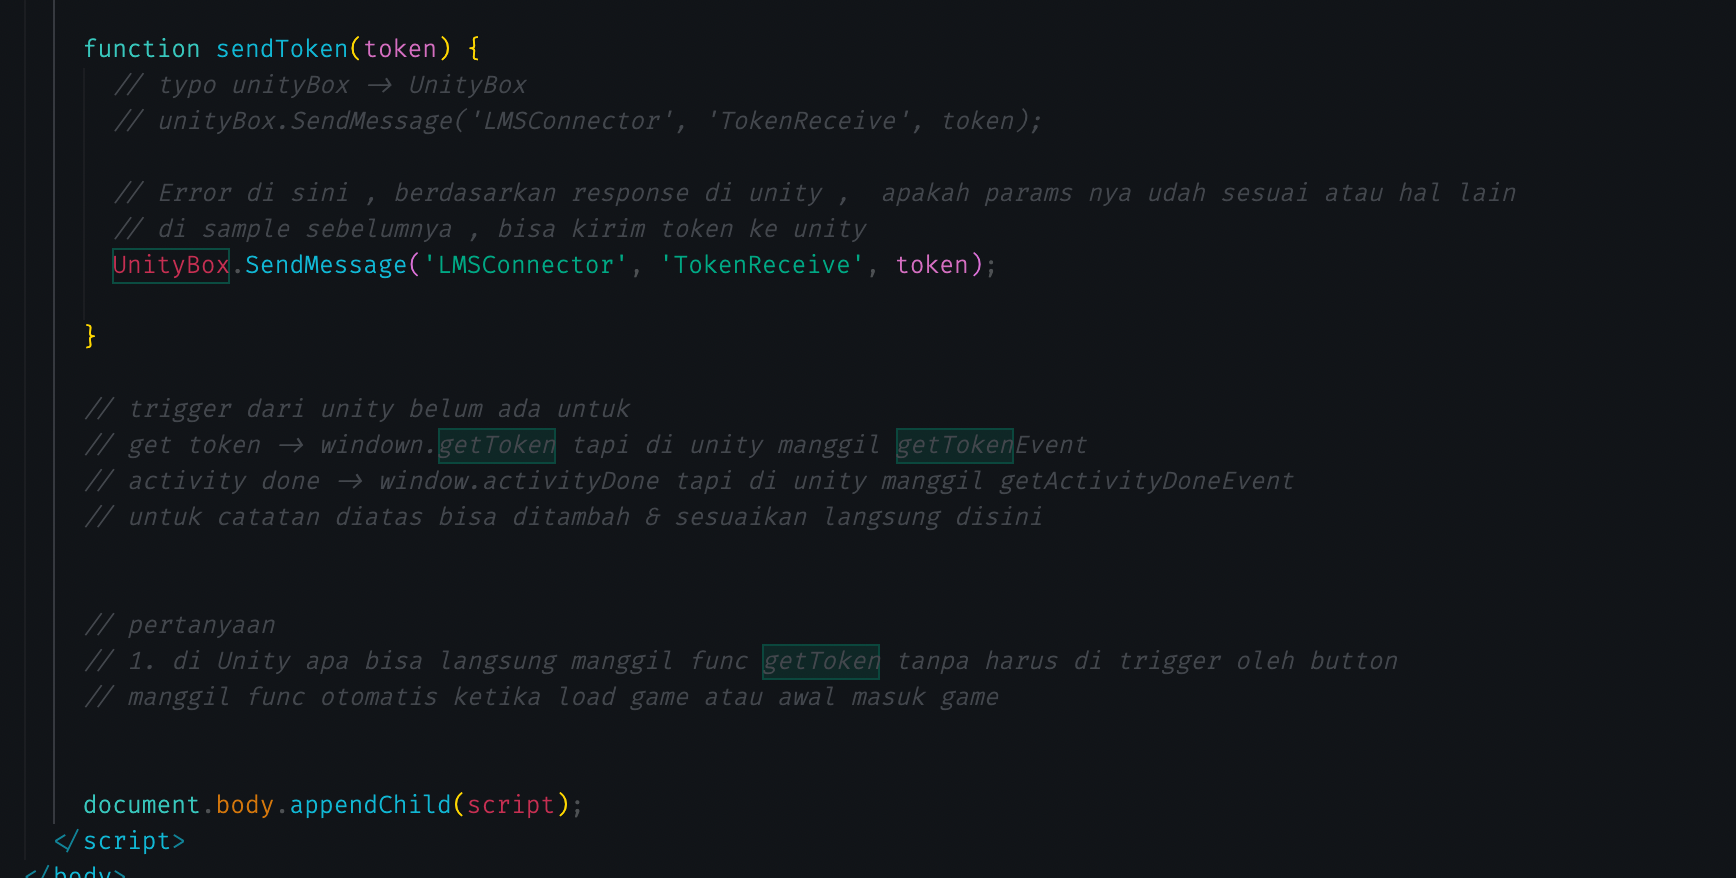 function sendToken(token) {
// typo unityBox -> UnityBox
// unityBox.SendMessage('LMSConnector', 'TokenReceive', token);
// Error di sini , berdasarkan response di unity ,  apakah params nya udah sesuai atau hal lain
// di sample sebelumnya , bisa kirim token ke unity
UnityBox.SendMessage('LMSConnector', 'TokenReceive', token);
}
// trigger dari unity belum ada untuk
// get token -> windown.getToken tapi di unity manggil getTokenEvent
// activity done -> window.activityDone tapi di unity manggil getActivityDoneEvent
// untuk catatan diatas bisa ditambah & sesuaikan langsung disini
// pertanyaan
// 1. di Unity apa bisa langsung manggil func getToken tanpa harus di trigger oleh button
// manggil func otomatis ketika load game atau awal masuk game
document.body.appendChild(script);
</script>
</body>